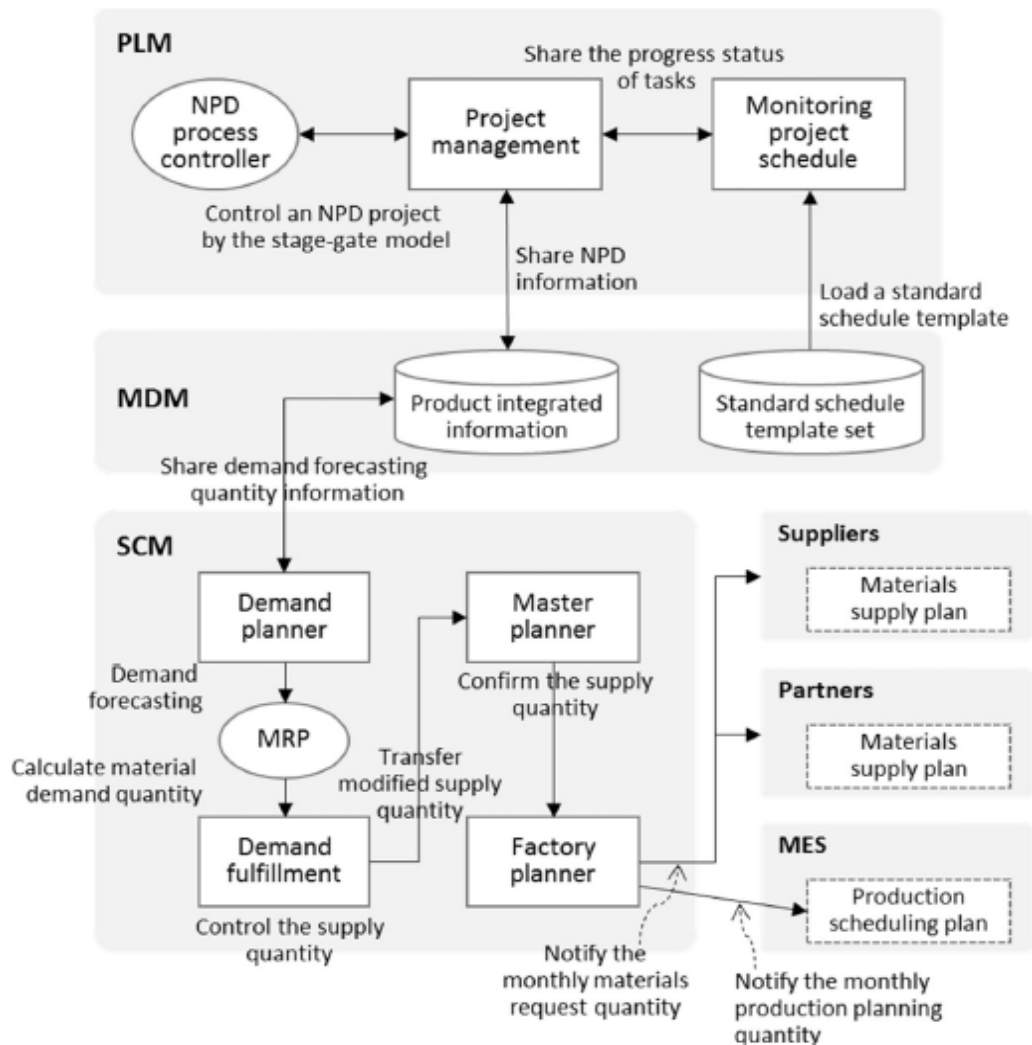 PLM
Share the progress status
of tasks
NPD
process
controller
Project
management
Monitoring
project
schedule
Control an NPD project
by the stage-gate model
Share NPD
information
Load a standard
schedule template
MDM
Product integrated
information
Standard schedule
template set
Share demand forecasting
quantity information
SCM
Demand
planner
Master
planner
Demand
forecasting
Confirm the supply
quantity
MRP
Calculate material
demand quantity
Transfer
modified supply
quantity
Demand
fulfillment
Factory
planner
Control the supply
quantity
Suppliers
Materials
supply plan
Partners
Materials
supply plan
MES
Production
scheduling plan
Notify the
monthly materials
request quantity
Notify the monthly
production planning
quantity